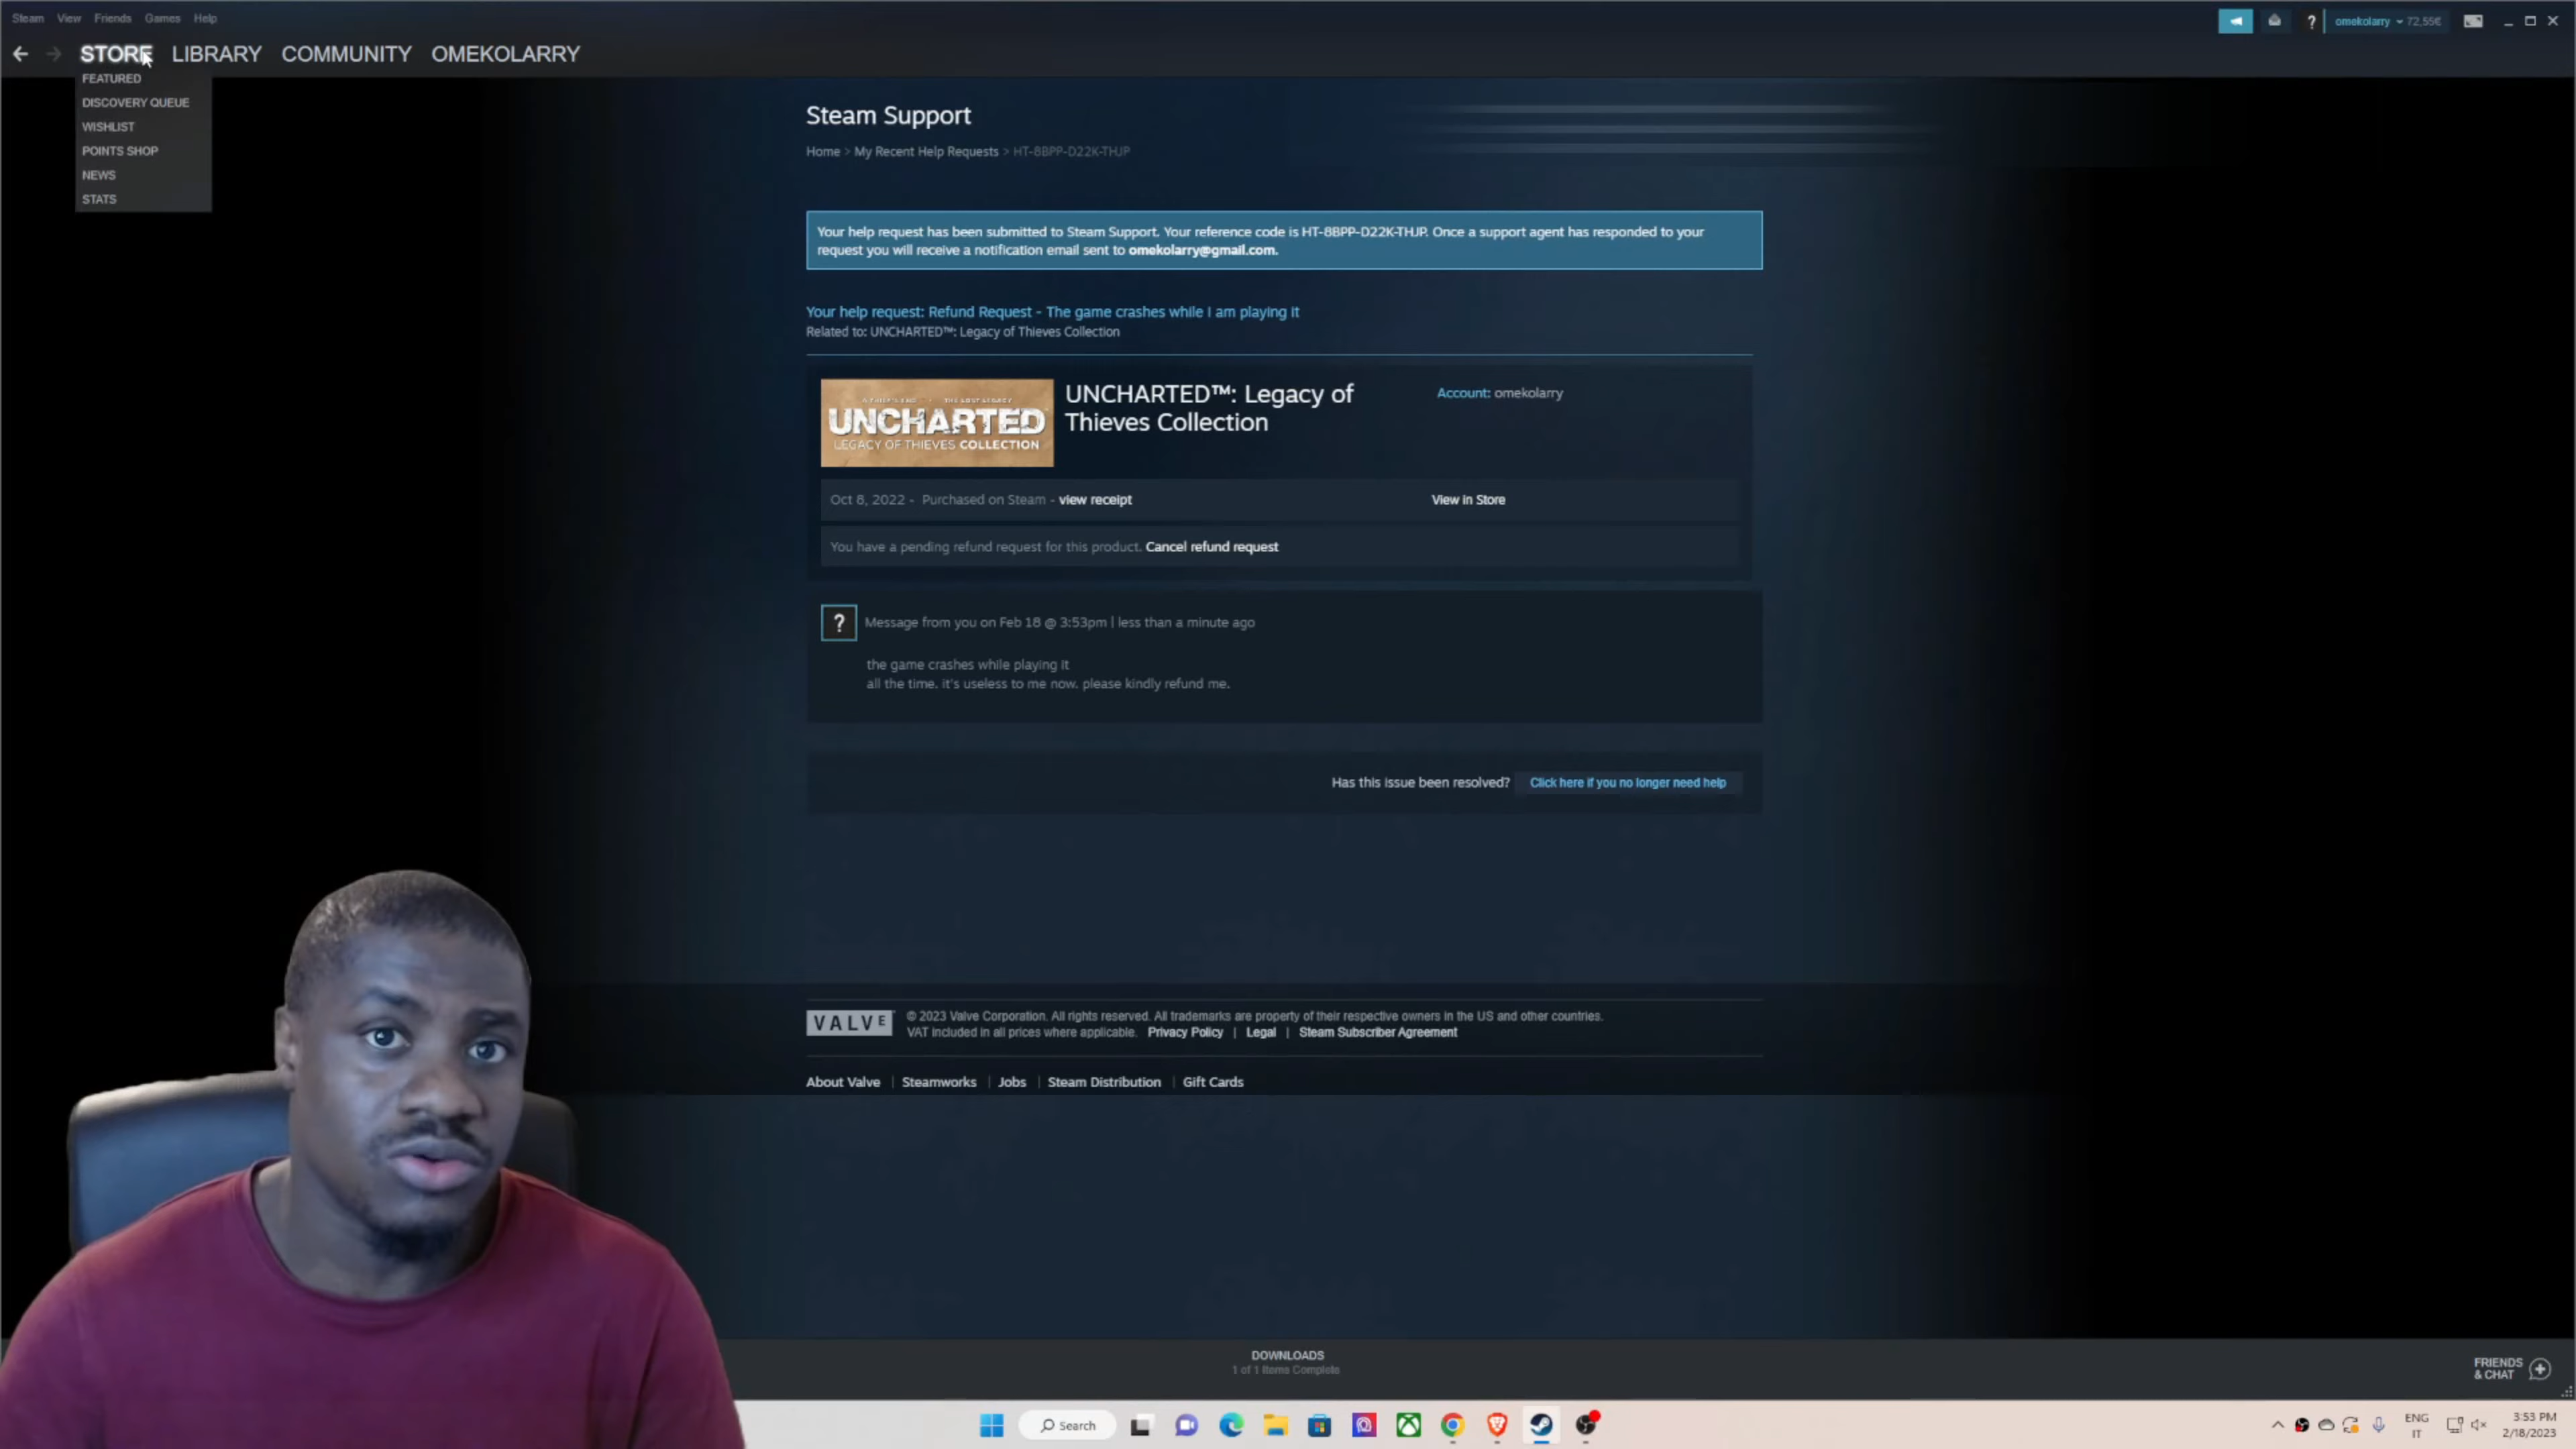 Steam View Friends Games Help
omekolarry 72.55€
STORE LIBRARY COMMUNITY OMEKOLARRY
FEATURED
DISCOVERY QUEUE
WISHLIST
POINTS SHOP
NEWS
STATS
Steam Support
Home > My Recent Help Requests > HT-8BPP-D22K-THJP
Your help request has been submitted to Steam Support. Your reference code is HT-8BPP-D22K-THJP. Once a support agent has responded to your
request you will receive a notification email sent to omekolarry@gmail.com.
Your help request: Refund Request - The game crashes while I am playing it
Related to: UNCHARTED™: Legacy of Thieves Collection
UNCHARTED
LEGACY OF THIEVES COLLECTION
UNCHARTED™: Legacy of
Thieves Collection
Account: omekolarry
Oct 8, 2022 - Purchased on Steam - view receipt
View in Store
You have a pending refund request for this product. Cancel refund request
? Message from you on Feb 18 @ 3:53pm | less than a minute ago
the game crashes while playing it
all the time. it's useless to me now. please kindly refund me.
Has this issue been resolved? Click here if you no longer need help
VALVE
© 2023 Valve Corporation. All rights reserved. All trademarks are property of their respective owners in the US and other countries.
VAT included in all prices where applicable. Privacy Policy | Legal | Steam Subscriber Agreement
About Valve | Steamworks | Jobs | Steam Distribution | Gift Cards
DOWNLOADS
1 of 1 Items Complete
FRIENDS
& CHAT
Search
ENG
IT
3:53 PM
2/18/2023